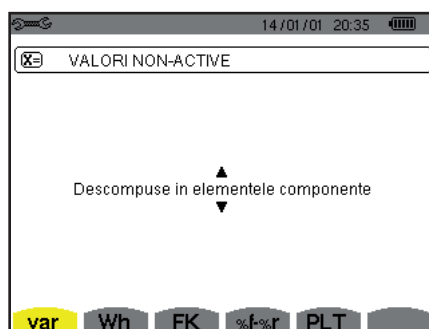 14/01/01 20:35
X= VALORI NON-ACTIVE
Descompuse in elementele componente
var Wh FK %f-%r PLT